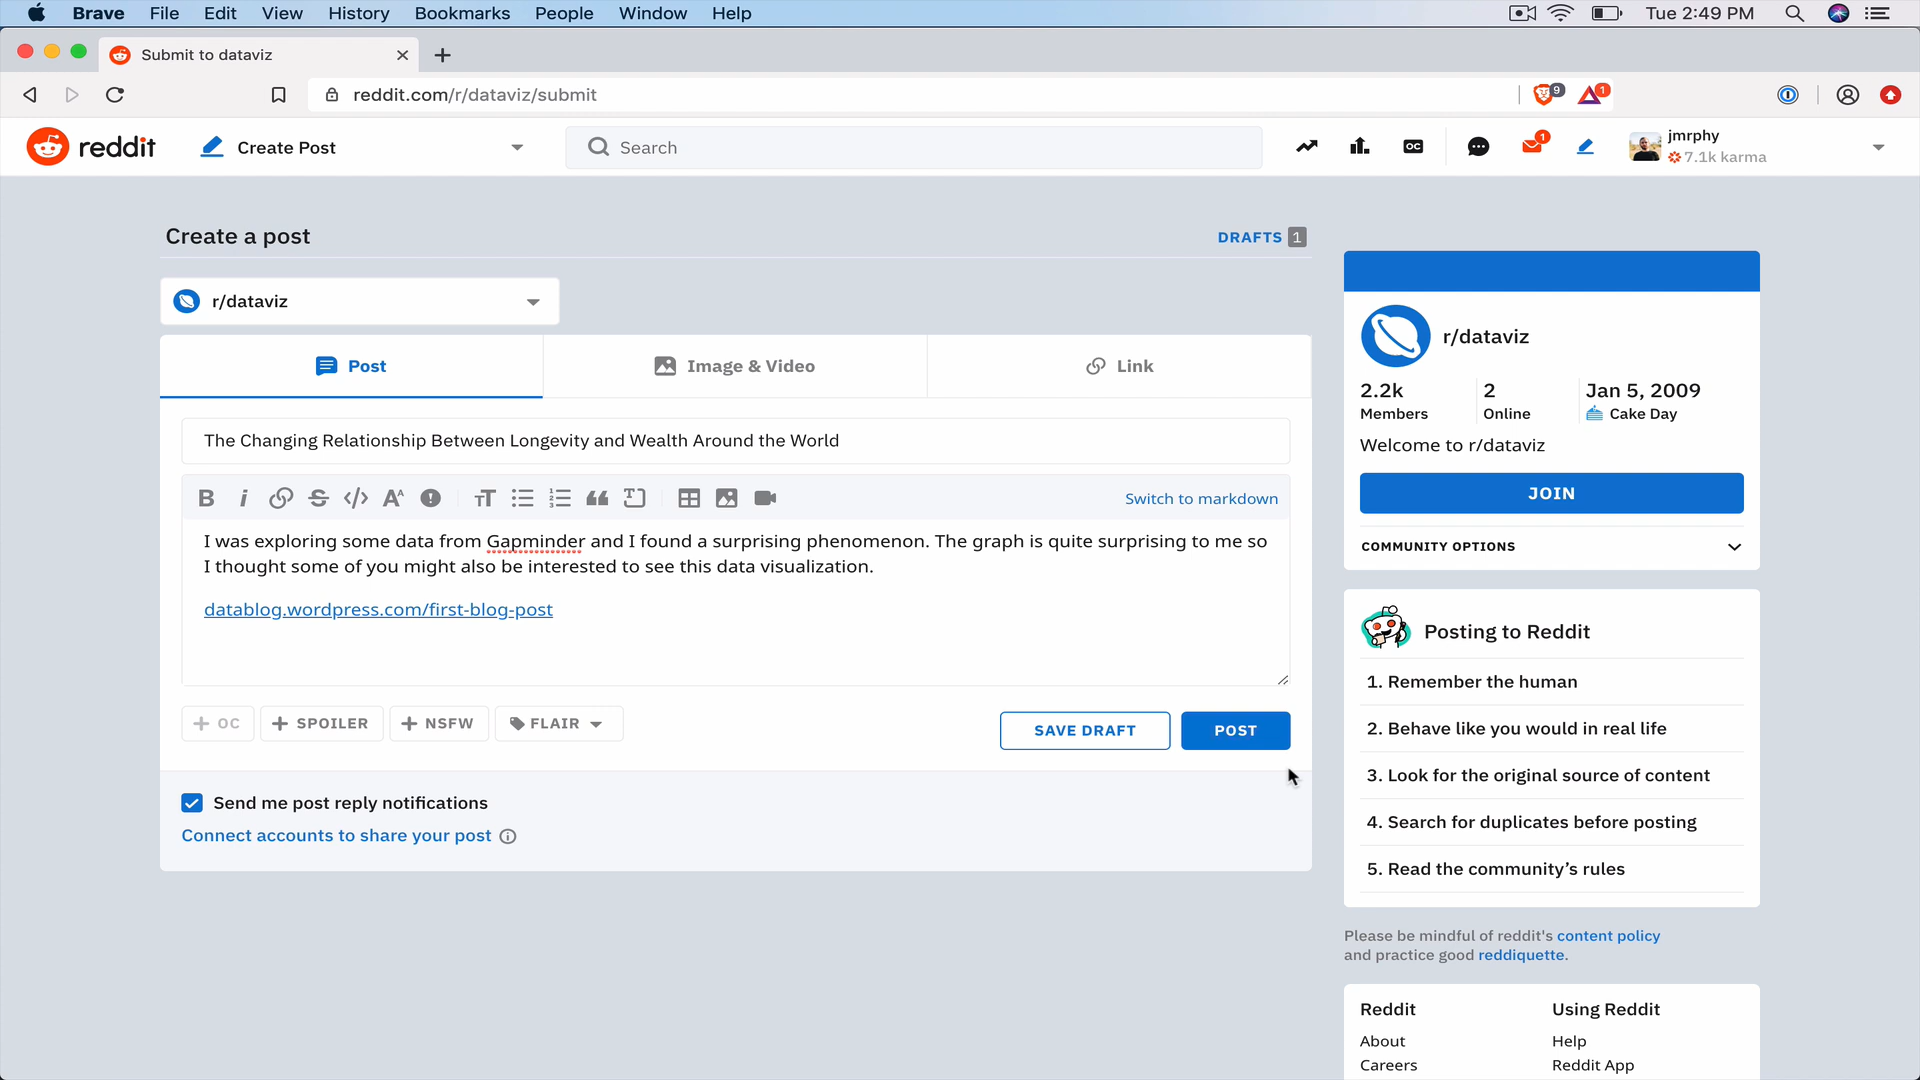 Brave File Edit View History Bookmarks People Window Help Tue 2:49 PM
Submit to dataviz
reddit.com/r/dataviz/submit 9 1
reddit Create Post Search OC 1 jmrphy
7.1k karma
Create a post DRAFTS 1
r/dataviz
Post Image & Video Link
The Changing Relationship Between Longevity and Wealth Around the World
Switch to markdown
I was exploring some data from Gapminder and I found a surprising phenomenon. The graph is quite surprising to me so
I thought some of you might also be interested to see this data visualization.
datablog.wordpress.com/first-blog-post
+ OC + SPOILER + NSFW FLAIR SAVE DRAFT POST
Send me post reply notifications
Connect accounts to share your post
r/dataviz
2.2k 2 Jan 5, 2009
Members Online Cake Day
Welcome to r/dataviz
JOIN
COMMUNITY OPTIONS
Posting to Reddit
1. Remember the human
2. Behave like you would in real life
3. Look for the original source of content
4. Search for duplicates before posting
5. Read the community’s rules
Please be mindful of reddit's content policy
and practice good reddiquette.
Reddit Using Reddit
About Help
Careers Reddit App